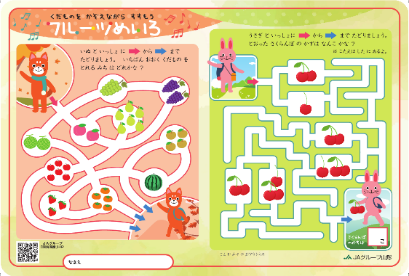 くだものを かぞえながら すすもう
フルーツめいろ
いぬ と いっしょに ➡ から ➡ まで
たどりましょう。 いちばん おおく くだもの を
とれる みち は どれかな ?
うさぎ と いっしょに ➡ から ➡ まで たどりましょう。
とおった さくらんぼ の かずは なんこ かな ?
なまえ
こ
JAグループ山形